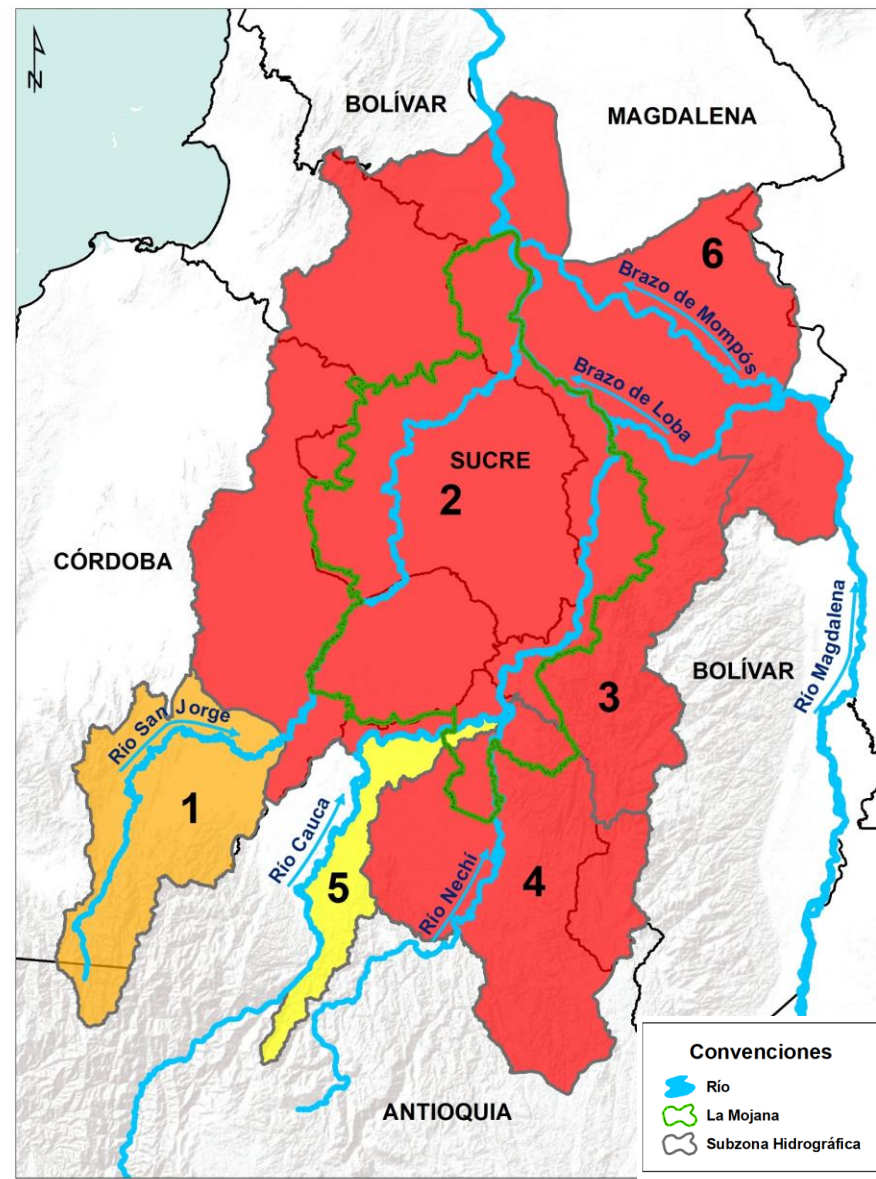 N
BOLÍVAR
MAGDALENA
6
Brazo de Mompós
Brazo de Loba
SUCRE
2
CÓRDOBA
Río Magdalena
BOLÍVAR
3
Río San Jorge
1
Río Cauca
5
Río Nechí
4
ANTIOQUIA
Convenciones
Río
La Mojana
Subzona Hidrográfica